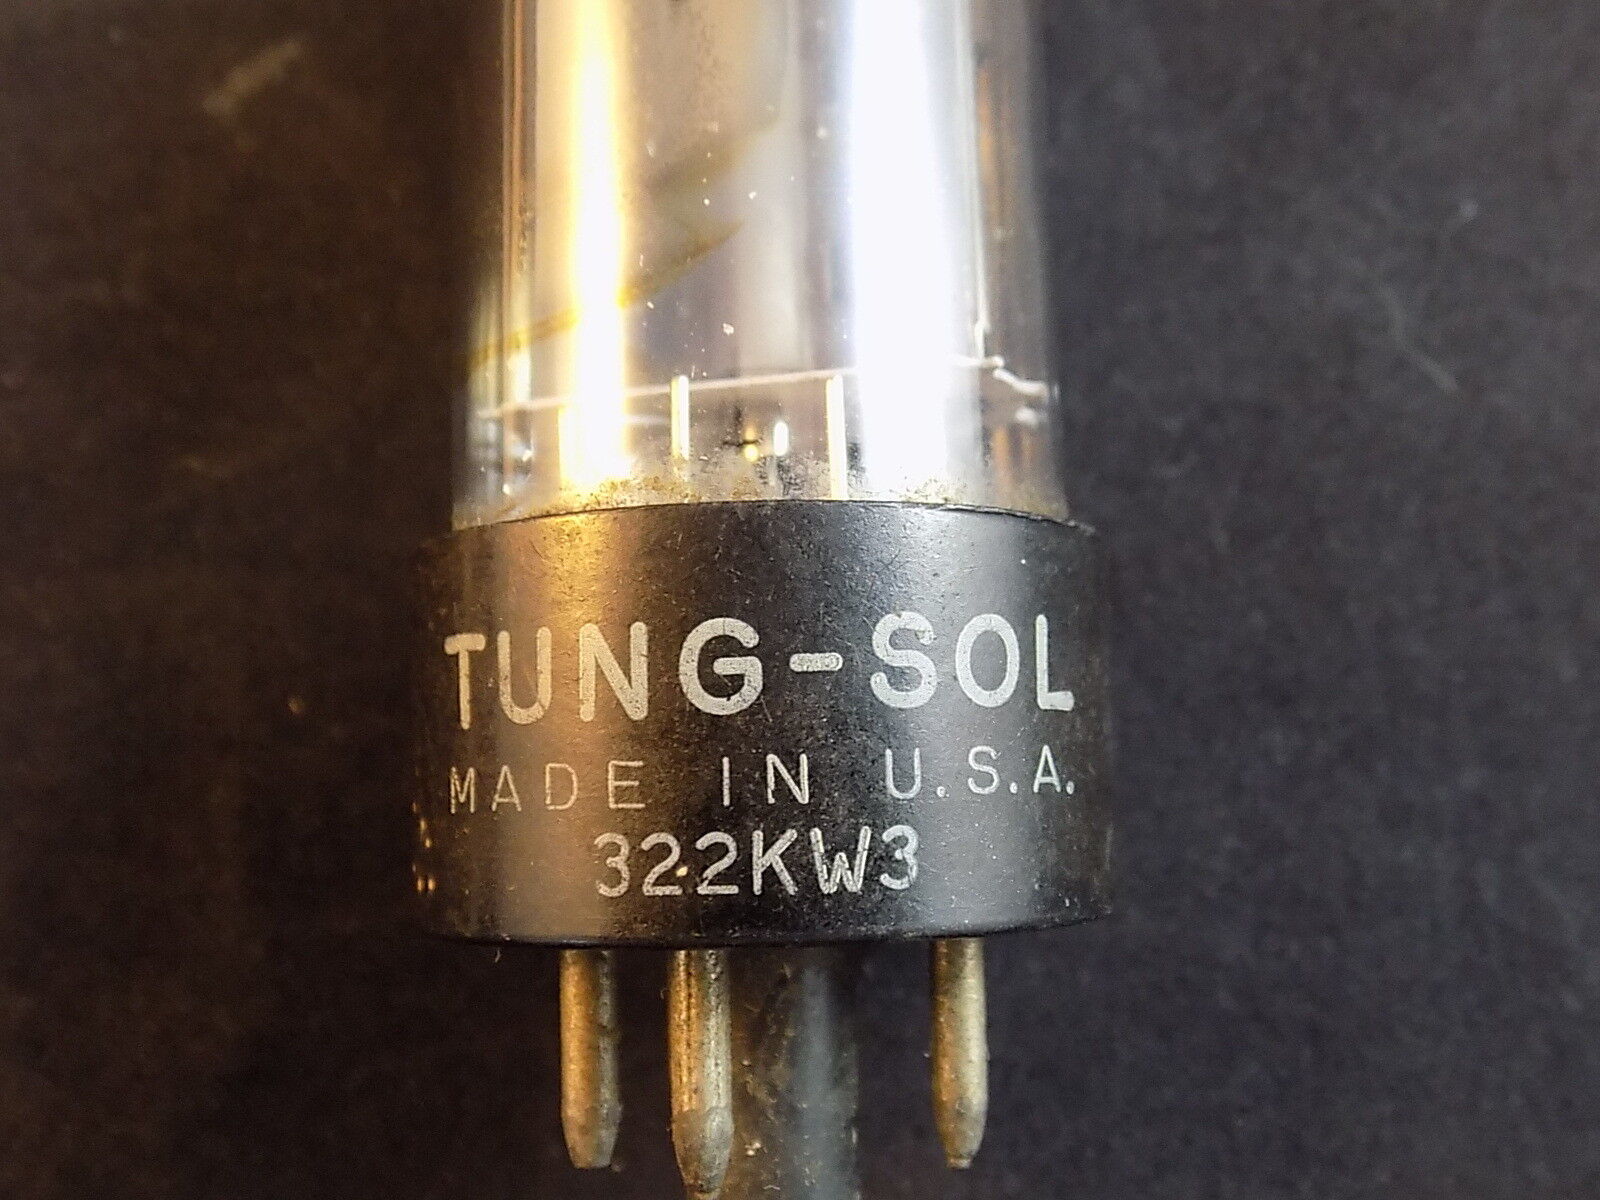 TUNG-SOL
MADE IN U.S.A.
322KW3